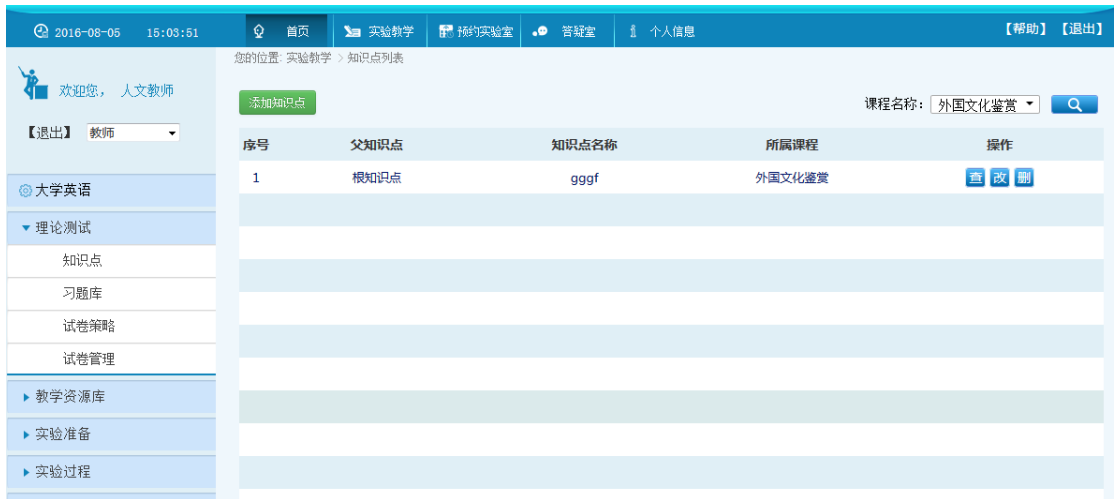 2016-08-05 15:03:51 首页 实验教学 预约实验室 答疑室 个人信息 【帮助】 【退出】
您的位置: 实验教学 > 知识点列表
欢迎您， 人文教师
【退出】 教师
添加知识点 课程名称： 外国文化鉴赏
序号 父知识点 知识点名称 所属课程 操作
1 根知识点 gggf 外国文化鉴赏 查 改 删
大学英语
理论测试
知识点
习题库
试卷策略
试卷管理
教学资源库
实验准备
实验过程